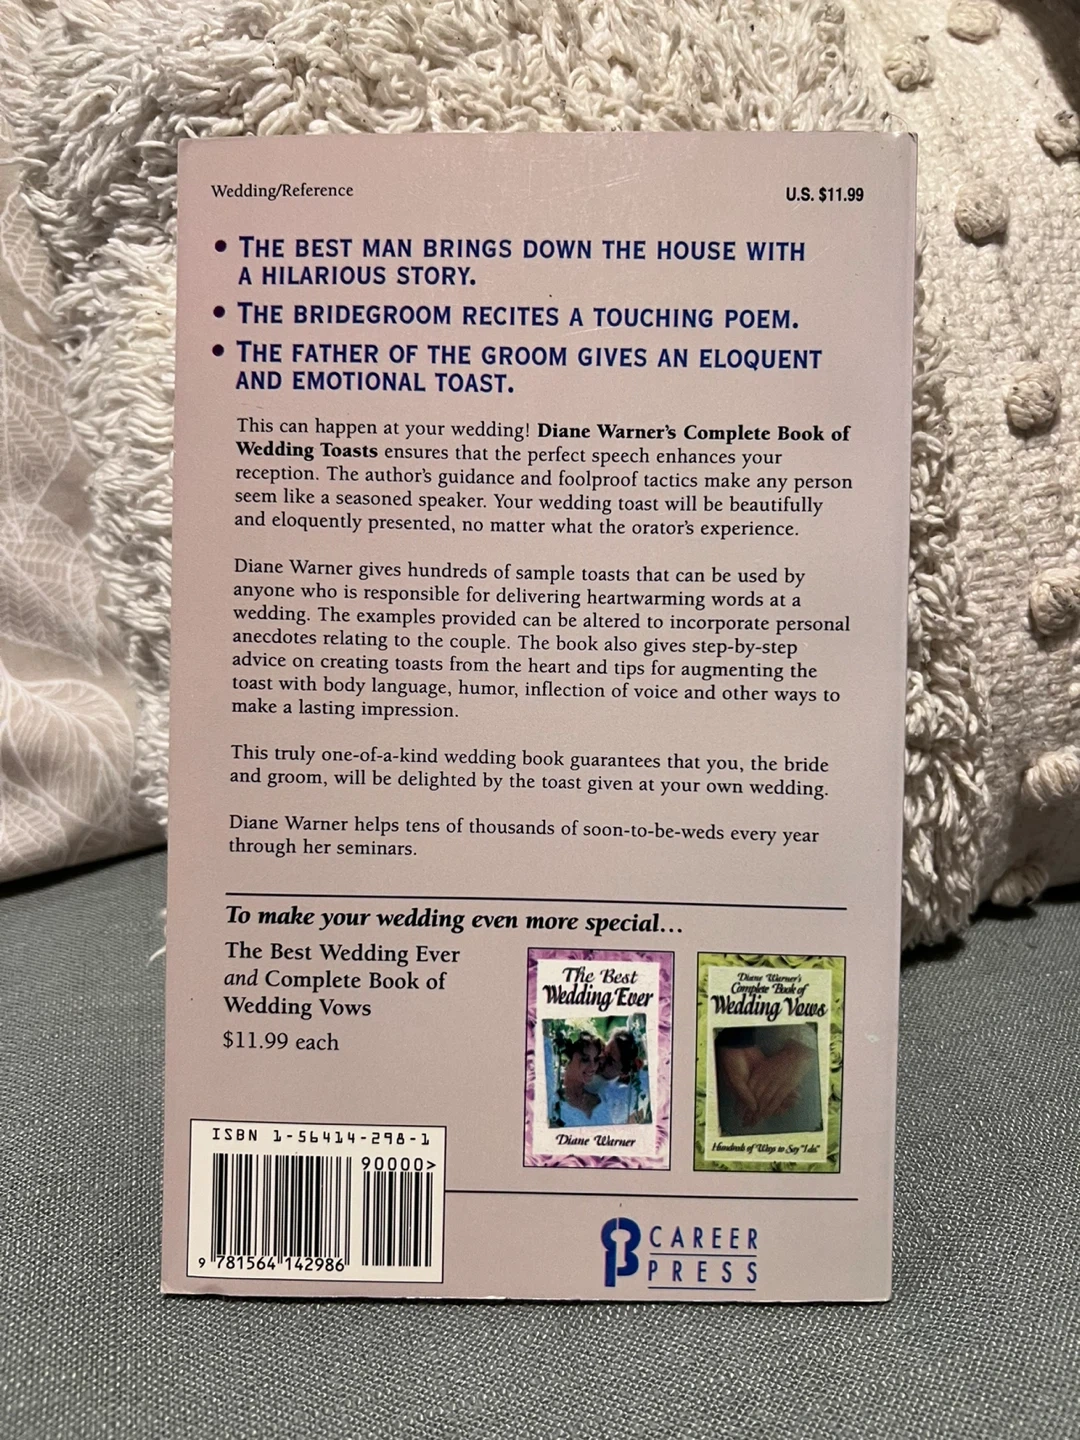 Wedding/Reference
U.S. $11.99
• THE BEST MAN BRINGS DOWN THE HOUSE WITH
A HILARIOUS STORY.
• THE BRIDEGROOM RECITES A TOUCHING POEM.
• THE FATHER OF THE GROOM GIVES AN ELOQUENT
AND EMOTIONAL TOAST.
This can happen at your wedding! Diane Warner's Complete Book of
Wedding Toasts ensures that the perfect speech enhances your
reception. The author's guidance and foolproof tactics make any person
seem like a seasoned speaker. Your wedding toast will be beautifully
and eloquently presented, no matter what the orator's experience.
Diane Warner gives hundreds of sample toasts that can be used by
anyone who is responsible for delivering heartwarming words at a
wedding. The examples provided can be altered to incorporate personal
anecdotes relating to the couple. The book also gives step-by-step
advice on creating toasts from the heart and tips for augmenting the
toast with body language, humor, inflection of voice and other ways to
make a lasting impression.
This truly one-of-a-kind wedding book guarantees that you, the bride
and groom, will be delighted by the toast given at your own wedding.
Diane Warner helps tens of thousands of soon-to-be-weds every year
through her seminars.
To make your wedding even more special...
The Best Wedding Ever
and Complete Book of
Wedding Vows
$11.99 each
The Best
Wedding Ever
Diane Warner
Diane Warner's
Complete Book of
Wedding Vows
Hundreds of Ways to Say "I do"
ISBN 1-56414-298-1
90000>
9 781564 142986
CAREER
PRESS